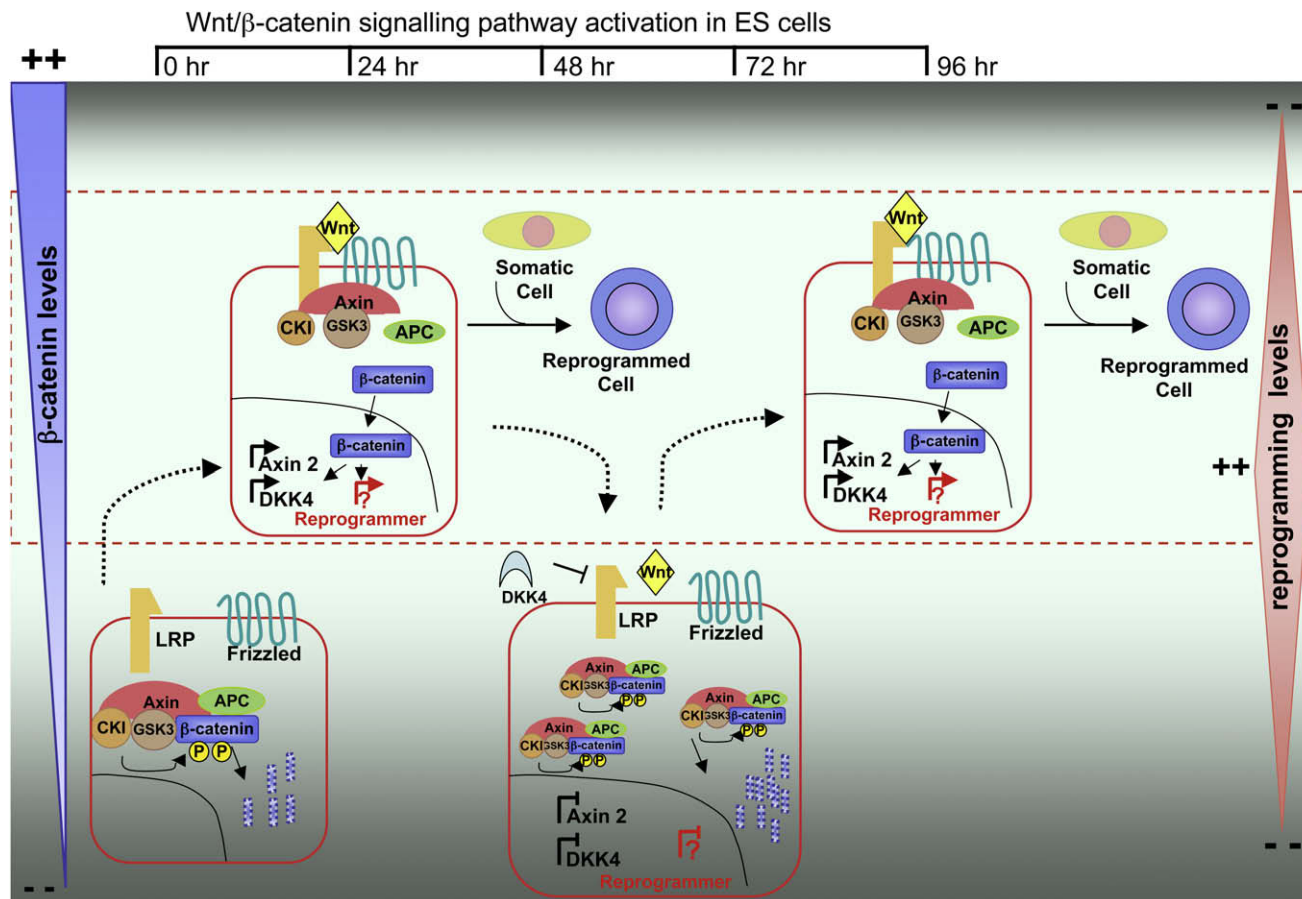 Wnt/β-catenin signalling pathway activation in ES cells
++
0 hr
24 hr
48 hr
72 hr
96 hr
- -
β-catenin levels
- -
Wnt
Axin
CKI
GSK3
APC
β-catenin
β-catenin
Axin 2
DKK4
?
Reprogrammer
Somatic
Cell
Reprogrammed
Cell
Wnt
Axin
CKI
GSK3
APC
β-catenin
β-catenin
Axin 2
DKK4
?
Reprogrammer
Somatic
Cell
Reprogrammed
Cell
++
reprogramming levels
- -
LRP
Frizzled
Axin
APC
CKI
GSK3
β-catenin
P P
DKK4
Wnt
LRP
Frizzled
Axin
APC
CKI
GSK3
β-catenin
P P
Axin
APC
CKI
GSK3
β-catenin
P P
Axin
APC
CKI
GSK3
β-catenin
P P
Axin 2
DKK4
?
Reprogrammer